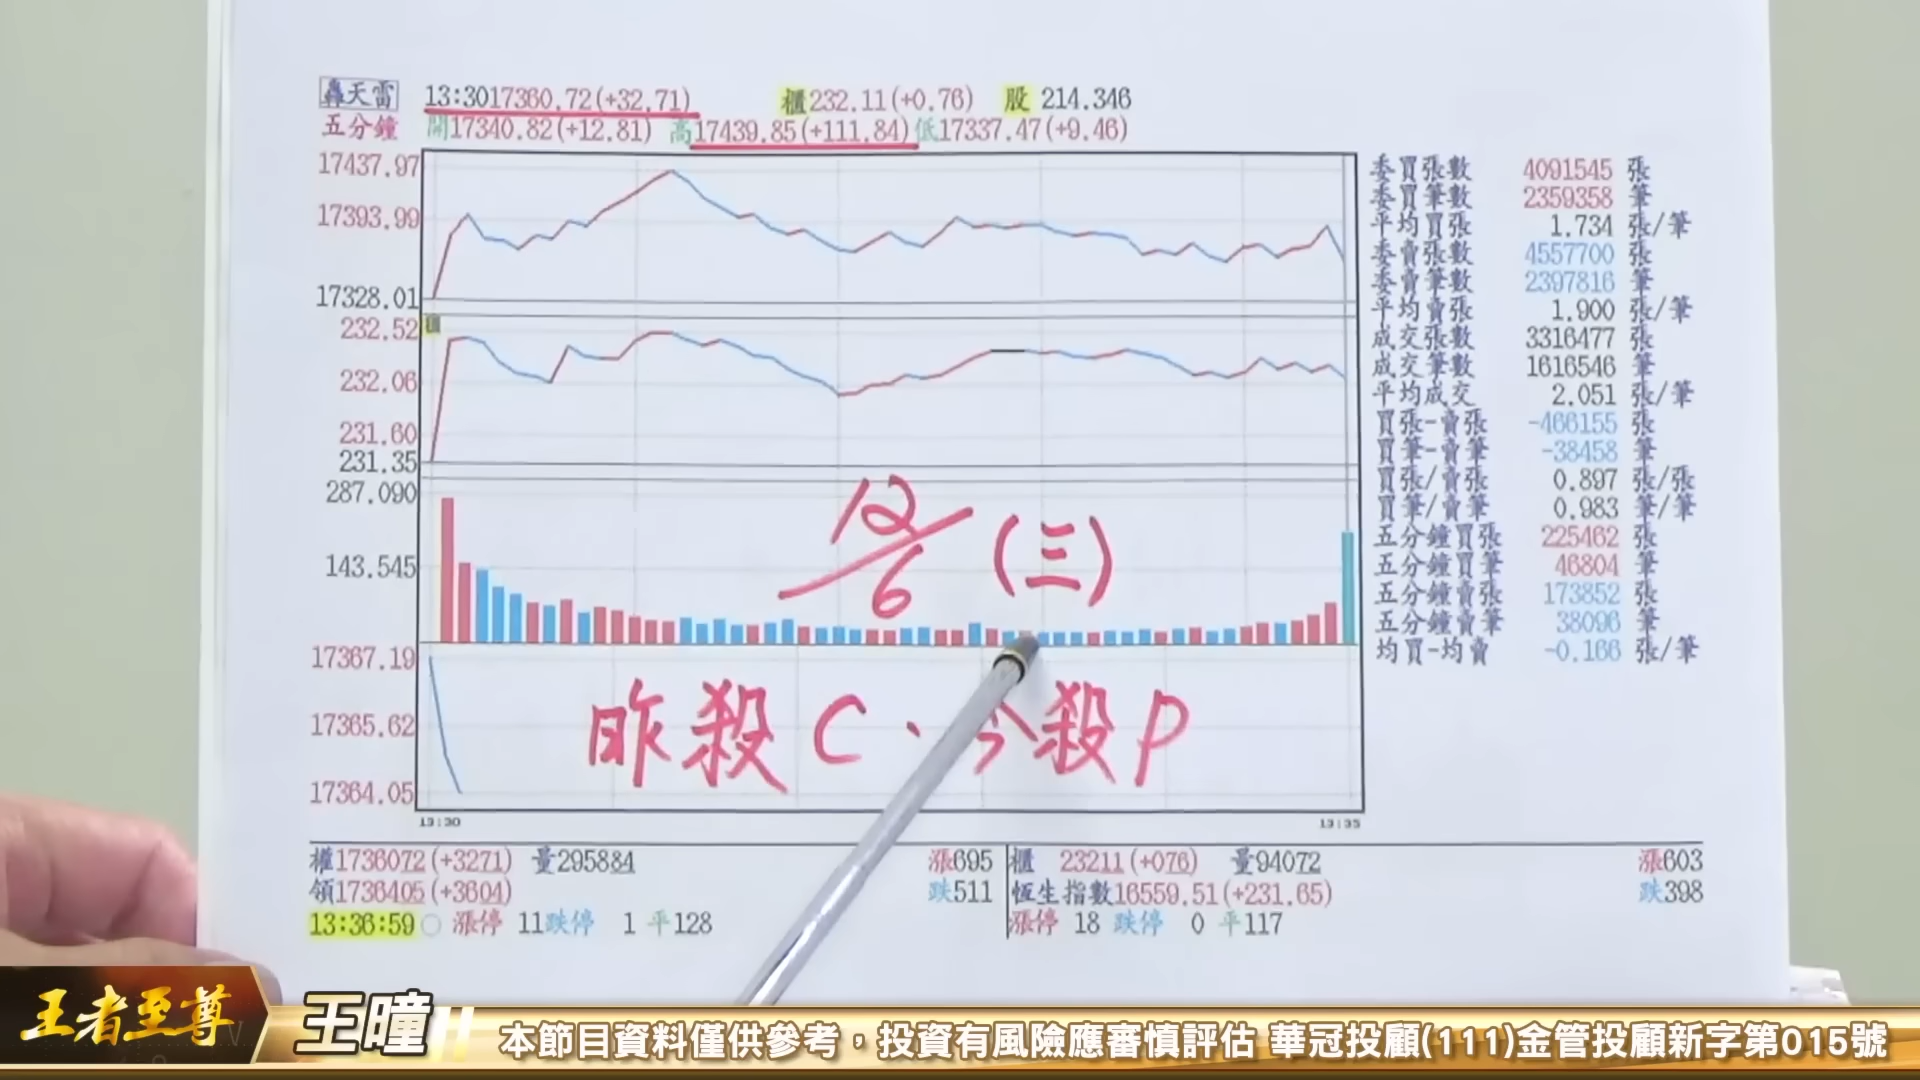 轟天雷 13:3017360.72(+32.71) 櫃232.11(+0.76) 股 214.346
五分鐘 開17340.82(+12.81) 高17439.85(+111.84)低17337.47(+9.46)
17437.97
17393.99
17328.01
232.52
232.06
231.60
231.35
287.090
143.545
17367.19
17365.62
17364.05
13:30
13:35
12/6 (三)
昨殺C、今殺P
委買張數 4091545 張
委買筆數 2359358 筆
平均買張 1.734 張/筆
委賣張數 4557700 張
委賣筆數 2397816 筆
平均賣張 1.900 張/筆
成交張數 3316477 張
成交筆數 1616546 筆
平均成交 2.051 張/筆
買張-賣張 -466155 張
買筆-賣筆 -38458 筆
買張/賣張 0.897 張/張
買筆/賣筆 0.983 筆/筆
五分鐘買張 225462 張
五分鐘買筆 46804 筆
五分鐘賣張 173852 張
五分鐘賣筆 38096 筆
均買-均賣 -0.166 張/筆
權1736072(+3271) 量295884 漲695
領1736405(+3604) 跌511
13:36:59 漲停 11跌停 1 平128
櫃 23211(+076) 量94072 漲603
恆生指數16559.51(+231.65) 跌398
漲停 18 跌停 0 平117
王者至尊
王曈
本節目資料僅供參考，投資有風險應審慎評估 華冠投顧(111)金管投顧新字第015號